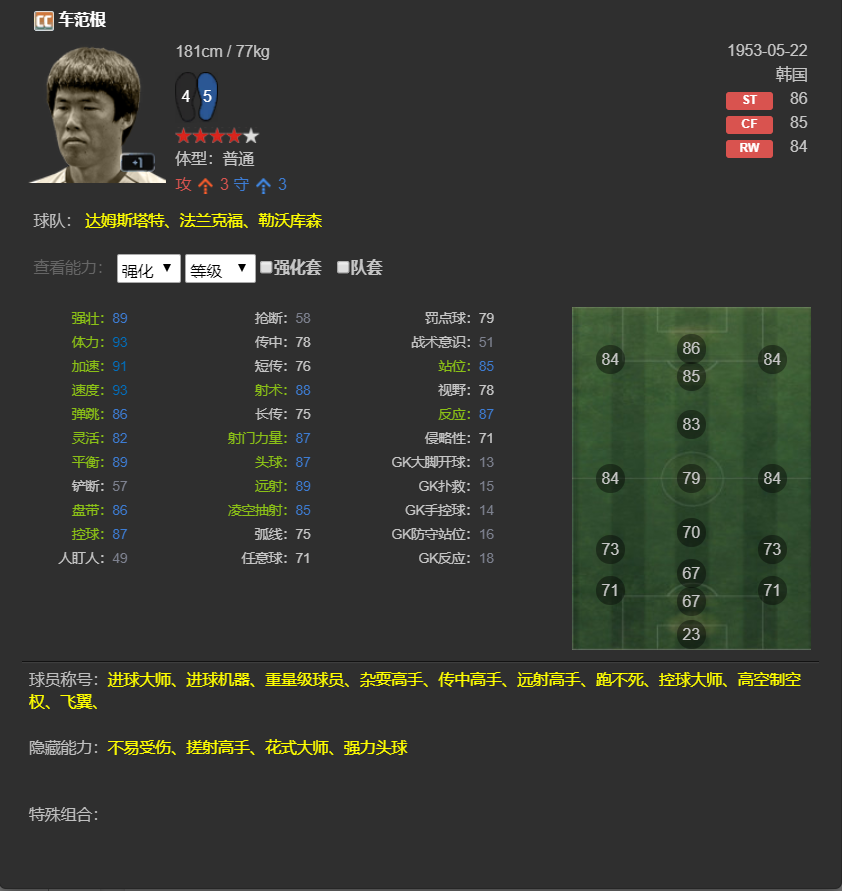 CC 车范根
181cm / 77kg
1953-05-22
韩国
4 5
ST 86
CF 85
RW 84
+1
体型：普通
攻 3 守 3
球队： 达姆斯塔特、法兰克福、勒沃库森
查看能力： 强化 ▼ 等级 ▼ 强化套 队套
强壮：89 抢断：58 罚点球：79
体力：93 传中：78 战术意识：51
加速：91 短传：76 站位：85
速度：93 射术：88 视野：78
弹跳：86 长传：75 反应：87
灵活：82 射门力量：87 侵略性：71
平衡：89 头球：87 GK大脚开球：13
铲断：57 远射：89 GK扑救：15
盘带：86 凌空抽射：85 GK手控球：14
控球：87 弧线：75 GK防守站位：16
人盯人：49 任意球：71 GK反应：18
86
84 84
85
83
84 79 84
70
73 73
67
71 71
67
23
球员称号：进球大师、进球机器、重量级球员、杂耍高手、传中高手、远射高手、跑不死、控球大师、高空制空
权、飞翼、
隐藏能力：不易受伤、搓射高手、花式大师、强力头球
特殊组合：